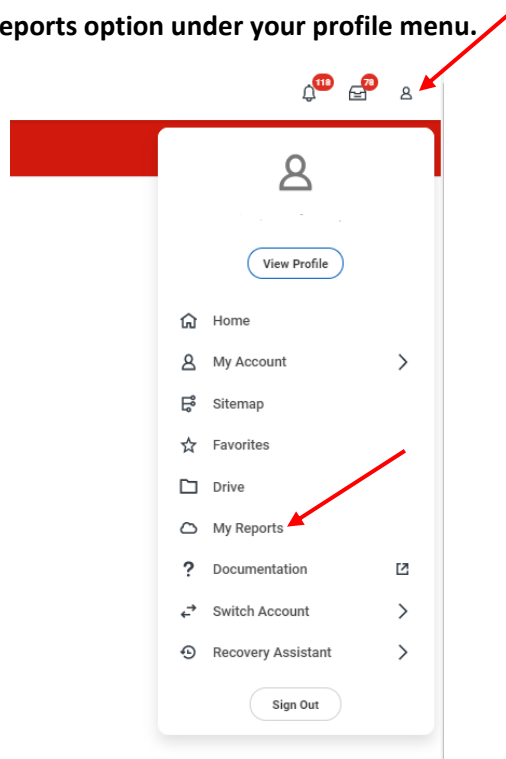 eports option under your profile menu.
118 78
View Profile
Home
My Account
Sitemap
Favorites
Drive
My Reports
Documentation
Switch Account
Recovery Assistant
Sign Out